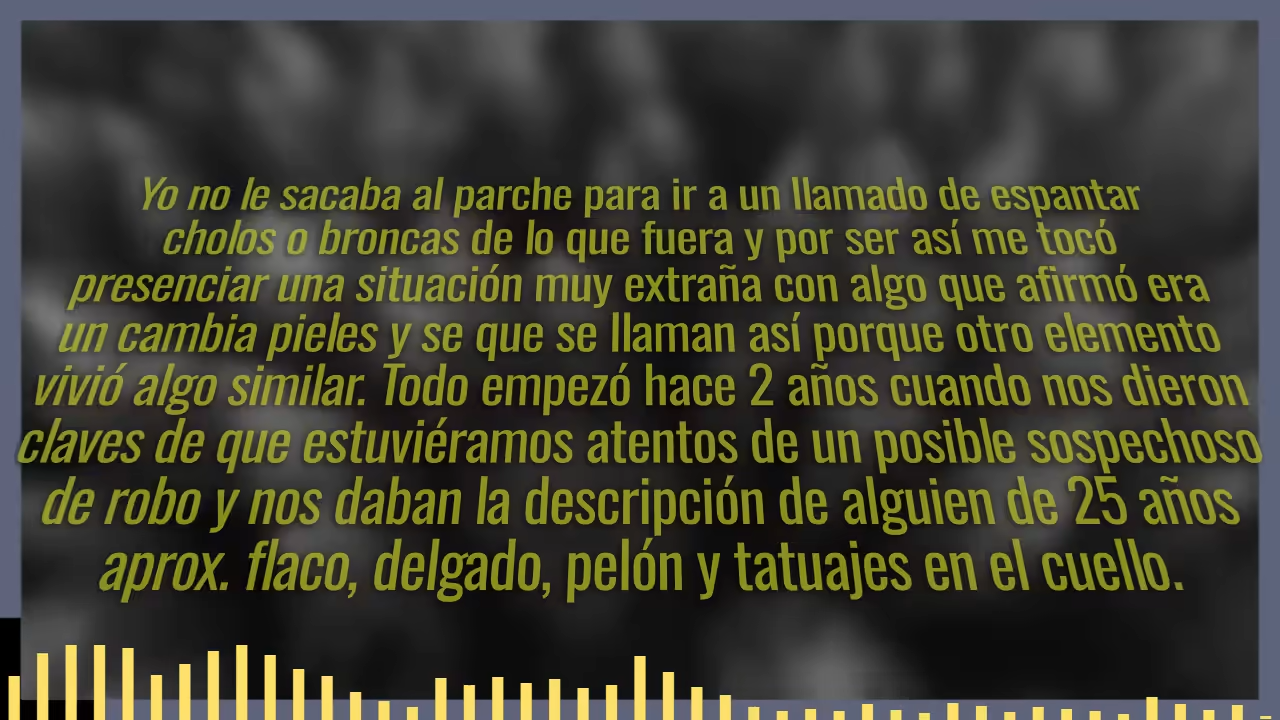 Yo no le sacaba al parche para ir a un llamado de espantar
cholos o broncas de lo que fuera y por ser así me tocó
presenciar una situación muy extraña con algo que afirmó era
un cambia pieles y se que se llaman así porque otro elemento
vivió algo similar. Todo empezó hace 2 años cuando nos dieron
claves de que estuviéramos atentos de un posible sospechoso
de robo y nos daban la descripción de alguien de 25 años
aprox. flaco, delgado, pelón y tatuajes en el cuello.